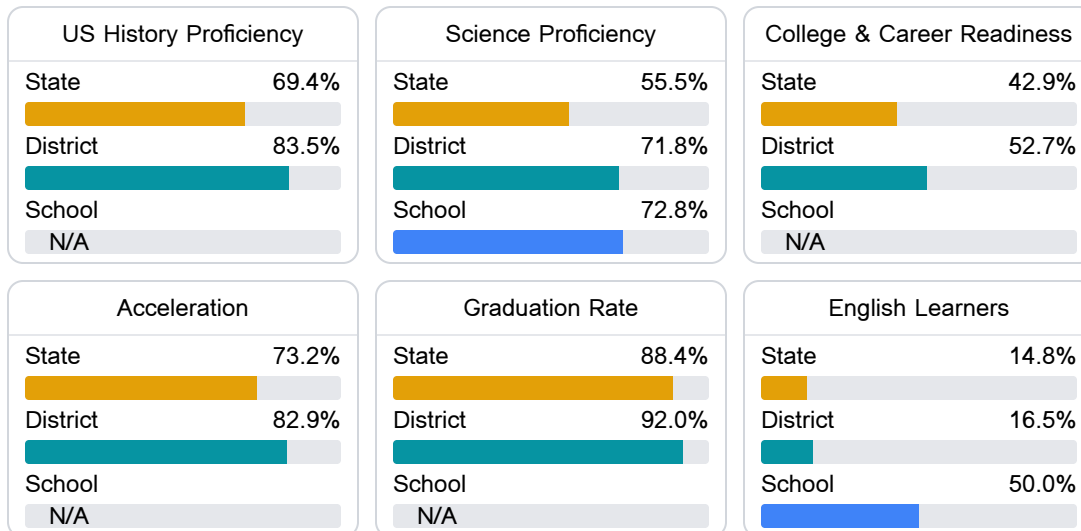 US History Proficiency
State 69.4%
District 83.5%
School
N/A
Science Proficiency
State 55.5%
District 71.8%
School 72.8%
College & Career Readiness
State 42.9%
District 52.7%
School
N/A
Acceleration
State 73.2%
District 82.9%
School
N/A
Graduation Rate
State 88.4%
District 92.0%
School
N/A
English Learners
State 14.8%
District 16.5%
School 50.0%